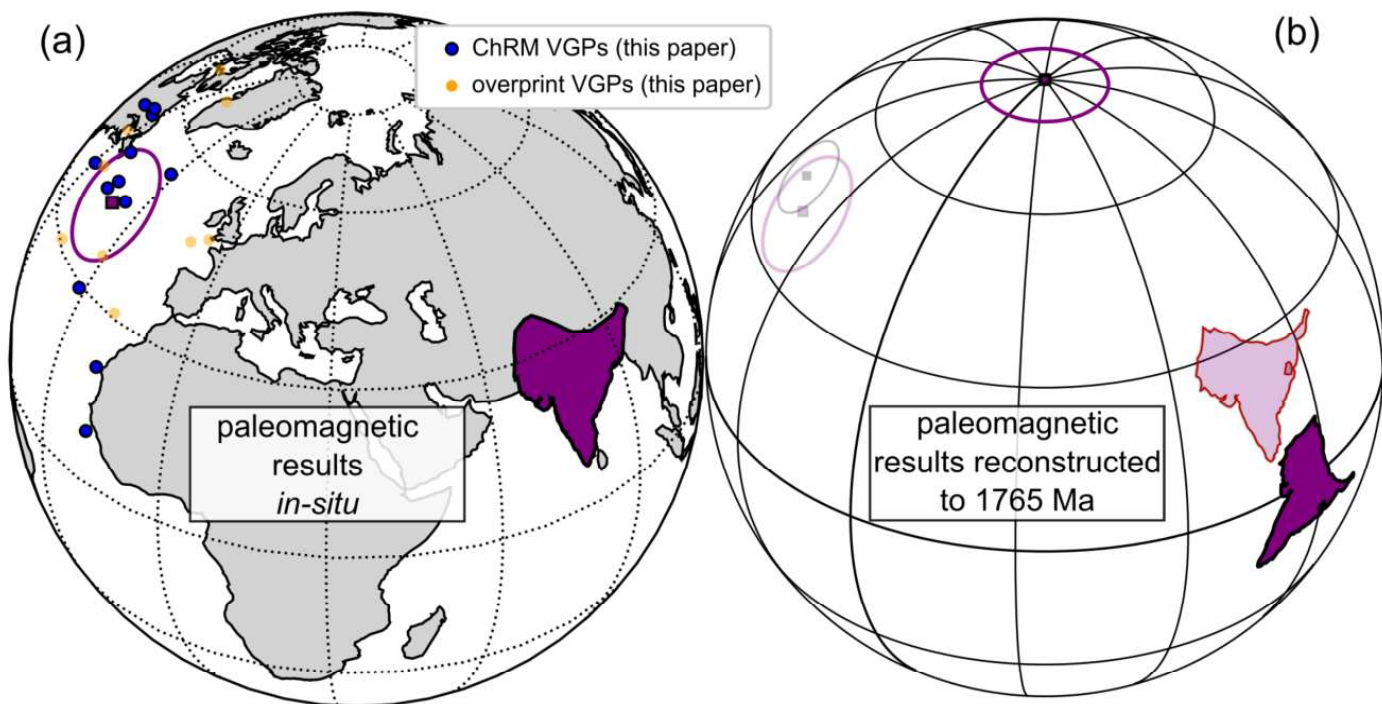 (a)
ChRM VGPs (this paper)
overprint VGPs (this paper)
(b)
paleomagnetic
results
in-situ
paleomagnetic
results reconstructed
to 1765 Ma